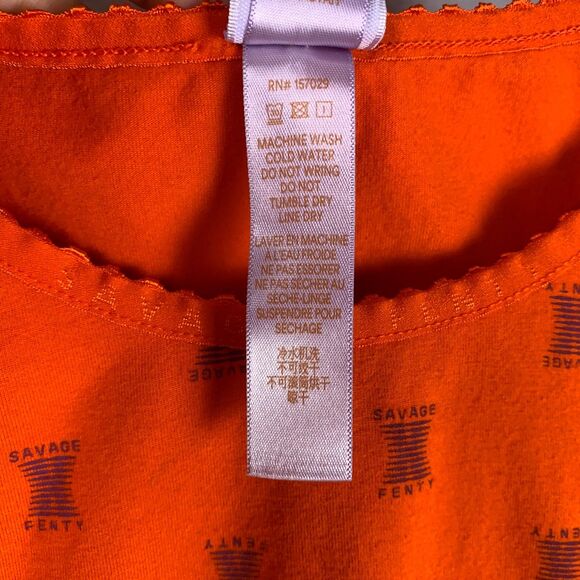 RN# 157029
MACHINE WASH
COLD WATER
DO NOT WRING
DO NOT
TUMBLE DRY
LINE DRY
LAVER EN MACHINE
À L'EAU FROIDE
NE PAS ESSORER
NE PAS SÉCHER AU
SÈCHE-LINGE
SUSPENDRE POUR
SÉCHAGE
冷水机洗
不可绞干
不可滚筒烘干
晾干
SAVAGE
FENTY
SAVAGE
FENTY
SAVAGE
FENTY
SAVAGE
FENTY
FENTY